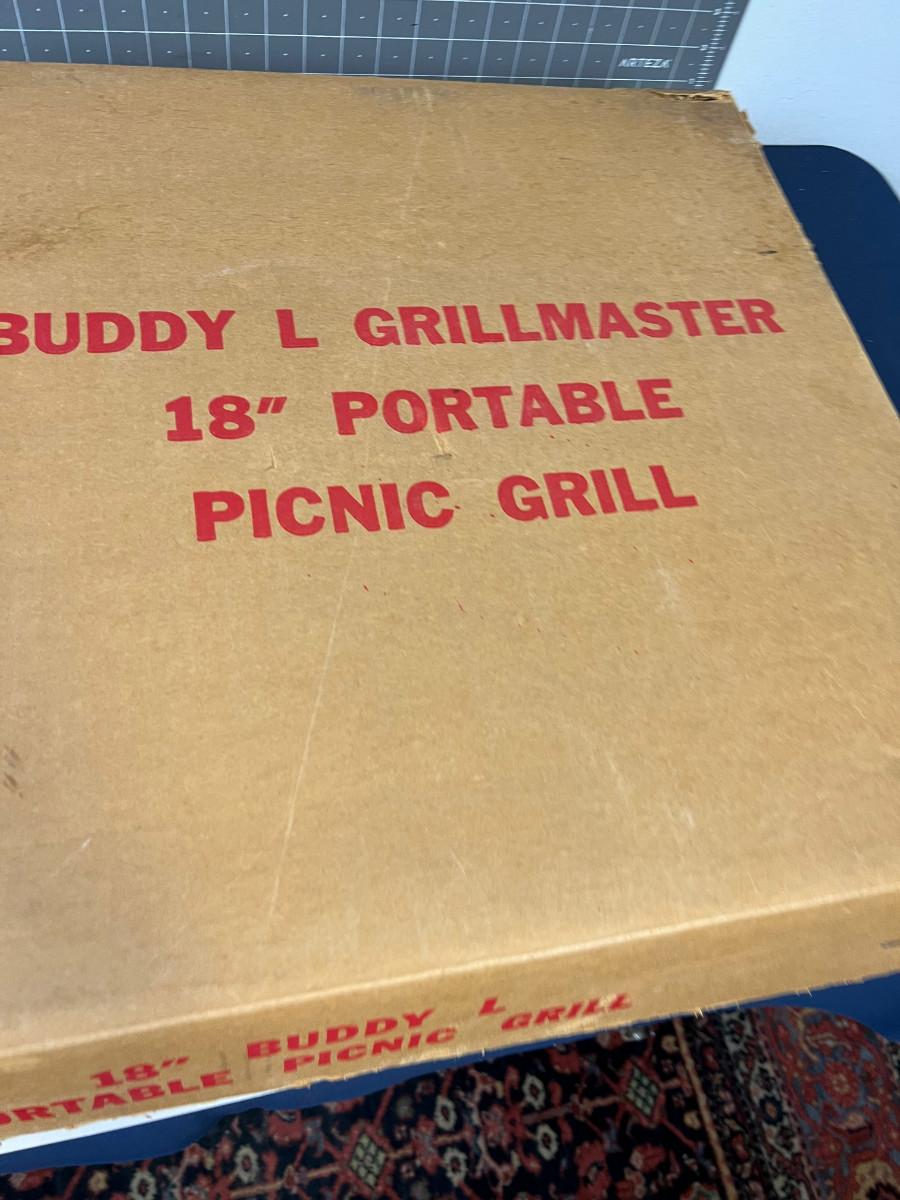 ARTEZA
BUDDY L GRILLMASTER
18" PORTABLE
PICNIC GRILL
18" BUDDY L
PORTABLE PICNIC GRILL